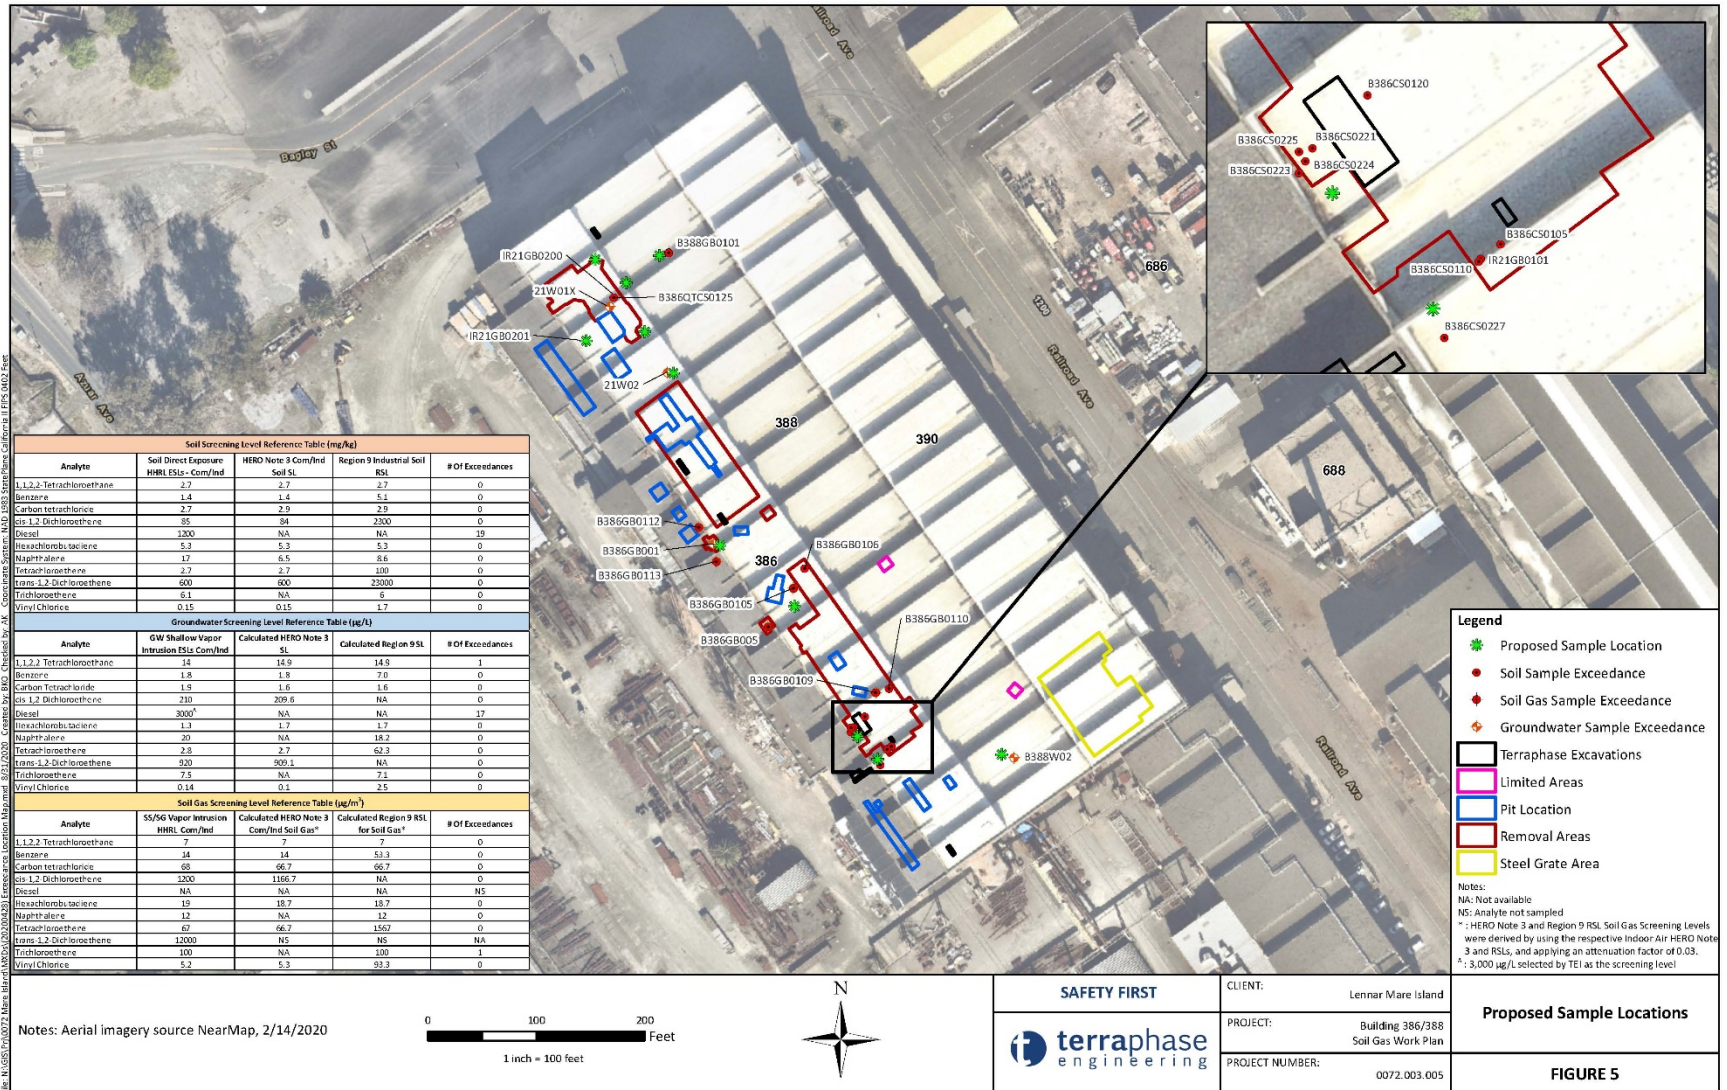 Railroad Ave
Bagley St
Azuar Ave
Railroad Ave
1200
Railroad Ave
686
688
388
390
386
B388GB0101
IR21GB0200
21W01X
B386QTCS0125
IR21GB0201
21W02
B386GB0112
B386GB001
B386GB0113
B386GB0106
B386GB0105
B386GB005
B386GB0110
B386GB0109
B388W02
B386CS0120
B386CS0225
B386CS0221
B386CS0224
B386CS0223
B386CS0105
IR21GB0101
B386CS0110
B386CS0227
Soil Screening Level Reference Table (mg/kg)
Analyte | Soil Direct Exposure HHRL ESLs - Com/Ind | HERO Note 3 Com/Ind Soil SL | Region 9 Industrial Soil RSL | # Of Exceedances
1,1,2,2-Tetrachloroethane 2.7 2.7 2.7 0
Benzene 1.4 1.4 5.1 0
Carbon tetrachloride 2.7 2.9 2.9 0
cis-1,2-Dichloroethene 85 84 2300 0
Diesel 1200 NA NA 19
Hexachlorobutadiene 5.3 5.3 5.3 0
Naphthalene 17 6.5 8.6 0
Tetrachloroethene 2.7 2.7 100 0
trans-1,2-Dichloroethene 600 600 23000 0
Trichloroethene 6.1 NA 6 0
Vinyl Chloride 0.15 0.15 1.7 0
Groundwater Screening Level Reference Table (µg/L)
Analyte | GW Shallow Vapor Intrusion ESLs Com/Ind | Calculated HERO Note 3 SL | Calculated Region 9 SL | # Of Exceedances
1,1,2,2 Tetrachloroethane 14 14.9 14.9 1
Benzene 1.8 1.8 7.0 0
Carbon Tetrachloride 1.9 1.6 1.6 0
cis 1,2 Dichloroethene 210 209.6 NA 0
Diesel 3000^ NA NA 17
Hexachlorobutadiene 1.3 1.7 1.7 0
Naphthalene 20 NA 18.2 0
Tetrachloroethene 2.8 2.7 62.3 0
trans-1,2-Dichloroethene 920 909.1 NA 0
Trichloroethene 7.5 NA 7.1 0
Vinyl Chloride 0.14 0.1 2.5 0
Soil Gas Screening Level Reference Table (µg/m³)
Analyte | SS/SG Vapor Intrusion HHRL Com/Ind | Calculated HERO Note 3 Com/Ind Soil Gas* | Calculated Region 9 RSL for Soil Gas* | # Of Exceedances
1,1,2,2-Tetrachloroethane 7 7 7 0
Benzene 14 14 53.3 0
Carbon tetrachloride 68 66.7 66.7 0
cis-1,2-Dichloroethene 1200 1166.7 NA 0
Diesel NA NA NA NS
Hexachlorobutadiene 19 18.7 18.7 0
Naphthalene 12 NA 12 0
Tetrachloroethene 67 66.7 1567 0
trans-1,2-Dichloroethene 12000 NS NS NA
Trichloroethene 100 NA 100 1
Vinyl Chloride 5.2 5.3 93.3 0
Legend
Proposed Sample Location
Soil Sample Exceedance
Soil Gas Sample Exceedance
Groundwater Sample Exceedance
Terraphase Excavations
Limited Areas
Pit Location
Removal Areas
Steel Grate Area
Notes:
NA: Not available
NS: Analyte not sampled
* : HERO Note 3 and Region 9 RSL Soil Gas Screening Levels
were derived by using the respective Indoor Air HERO Note
3 and RSLs, and applying an attenuation factor of 0.03.
^ : 3,000 µg/L selected by TEI as the screening level
Notes: Aerial imagery source NearMap, 2/14/2020
0 100 200
Feet
1 inch = 100 feet
N
SAFETY FIRST
terraphase
engineering
CLIENT:
Lennar Mare Island
PROJECT:
Building 386/388
Soil Gas Work Plan
PROJECT NUMBER:
0072.003.005
Proposed Sample Locations
FIGURE 5